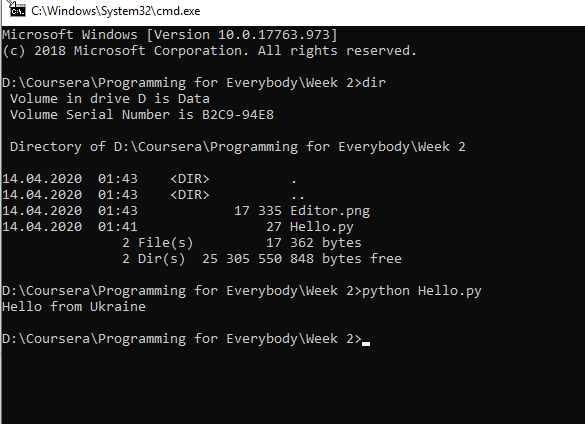 C:\Windows\System32\cmd.exe
Microsoft Windows [Version 10.0.17763.973]
(c) 2018 Microsoft Corporation. All rights reserved.
D:\Coursera\Programming for Everybody\Week 2>dir
 Volume in drive D is Data
 Volume Serial Number is B2C9-94E8
 Directory of D:\Coursera\Programming for Everybody\Week 2
14.04.2020  01:43    <DIR>          .
14.04.2020  01:43    <DIR>          ..
14.04.2020  01:43            17 335 Editor.png
14.04.2020  01:41                27 Hello.py
               2 File(s)         17 362 bytes
               2 Dir(s)  25 305 550 848 bytes free
D:\Coursera\Programming for Everybody\Week 2>python Hello.py
Hello from Ukraine
D:\Coursera\Programming for Everybody\Week 2>